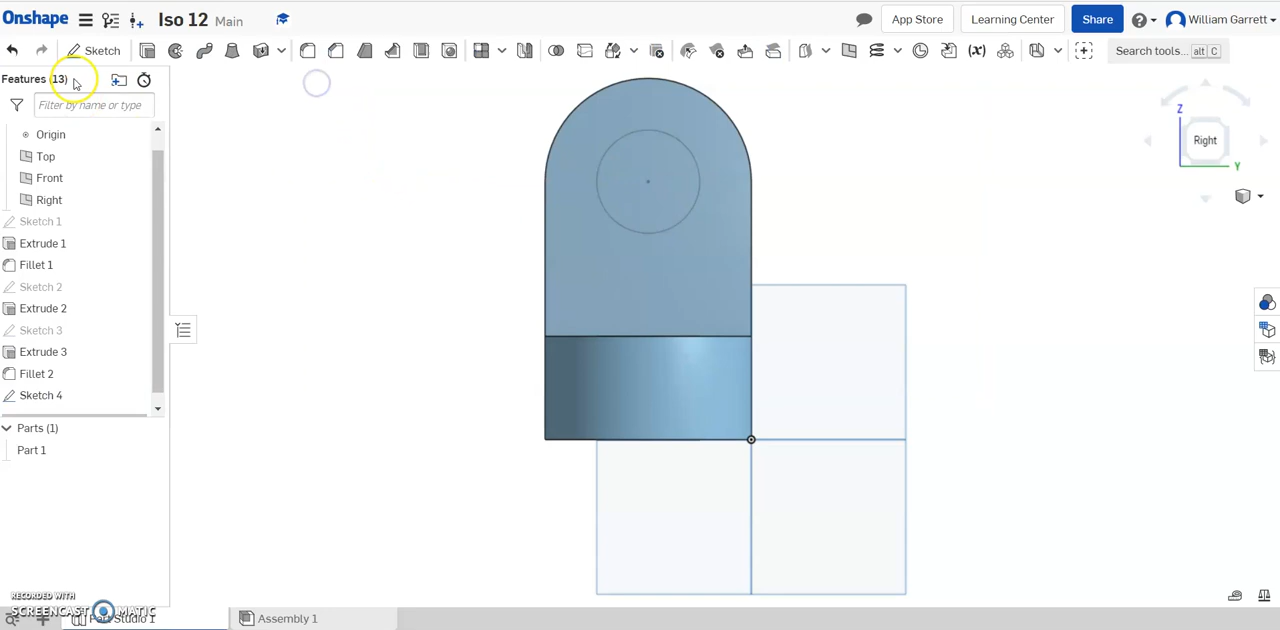 Onshape
Iso 12 Main
App Store
Learning Center
Share
William Garrett
Sketch
Search tools... alt C
Features (13)
Filter by name or type
Origin
Top
Front
Right
Sketch 1
Extrude 1
Fillet 1
Sketch 2
Extrude 2
Sketch 3
Extrude 3
Fillet 2
Sketch 4
Parts (1)
Part 1
Z
Right
Y
RECORDED WITH
SCREENCAST MATIC
Part Studio 1
Assembly 1